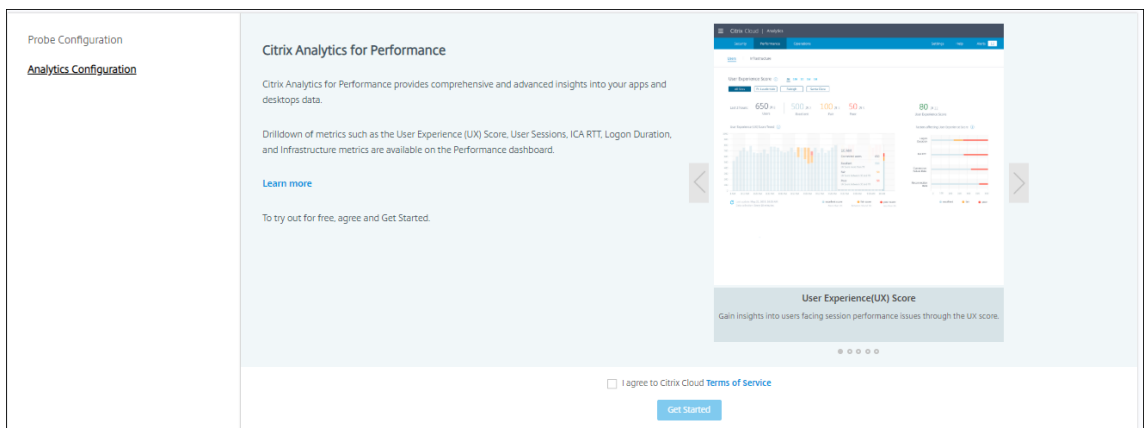 Probe Configuration
Analytics Configuration
Citrix Analytics for Performance
Citrix Analytics for Performance provides comprehensive and advanced insights into your apps and
desktops data.
Drilldown of metrics such as the User Experience (UX) Score, User Sessions, ICA RTT, Logon Duration,
and Infrastructure metrics are available on the Performance dashboard.
Learn more
To try out for free, agree and Get Started.
Citrix Cloud | Analytics
Performance
Infrastructure
User Experience Score
650
500
100
50
80
User Experience(UX) Score
Gain insights into users facing session performance issues through the UX score.
I agree to Citrix Cloud Terms of Service
Get Started